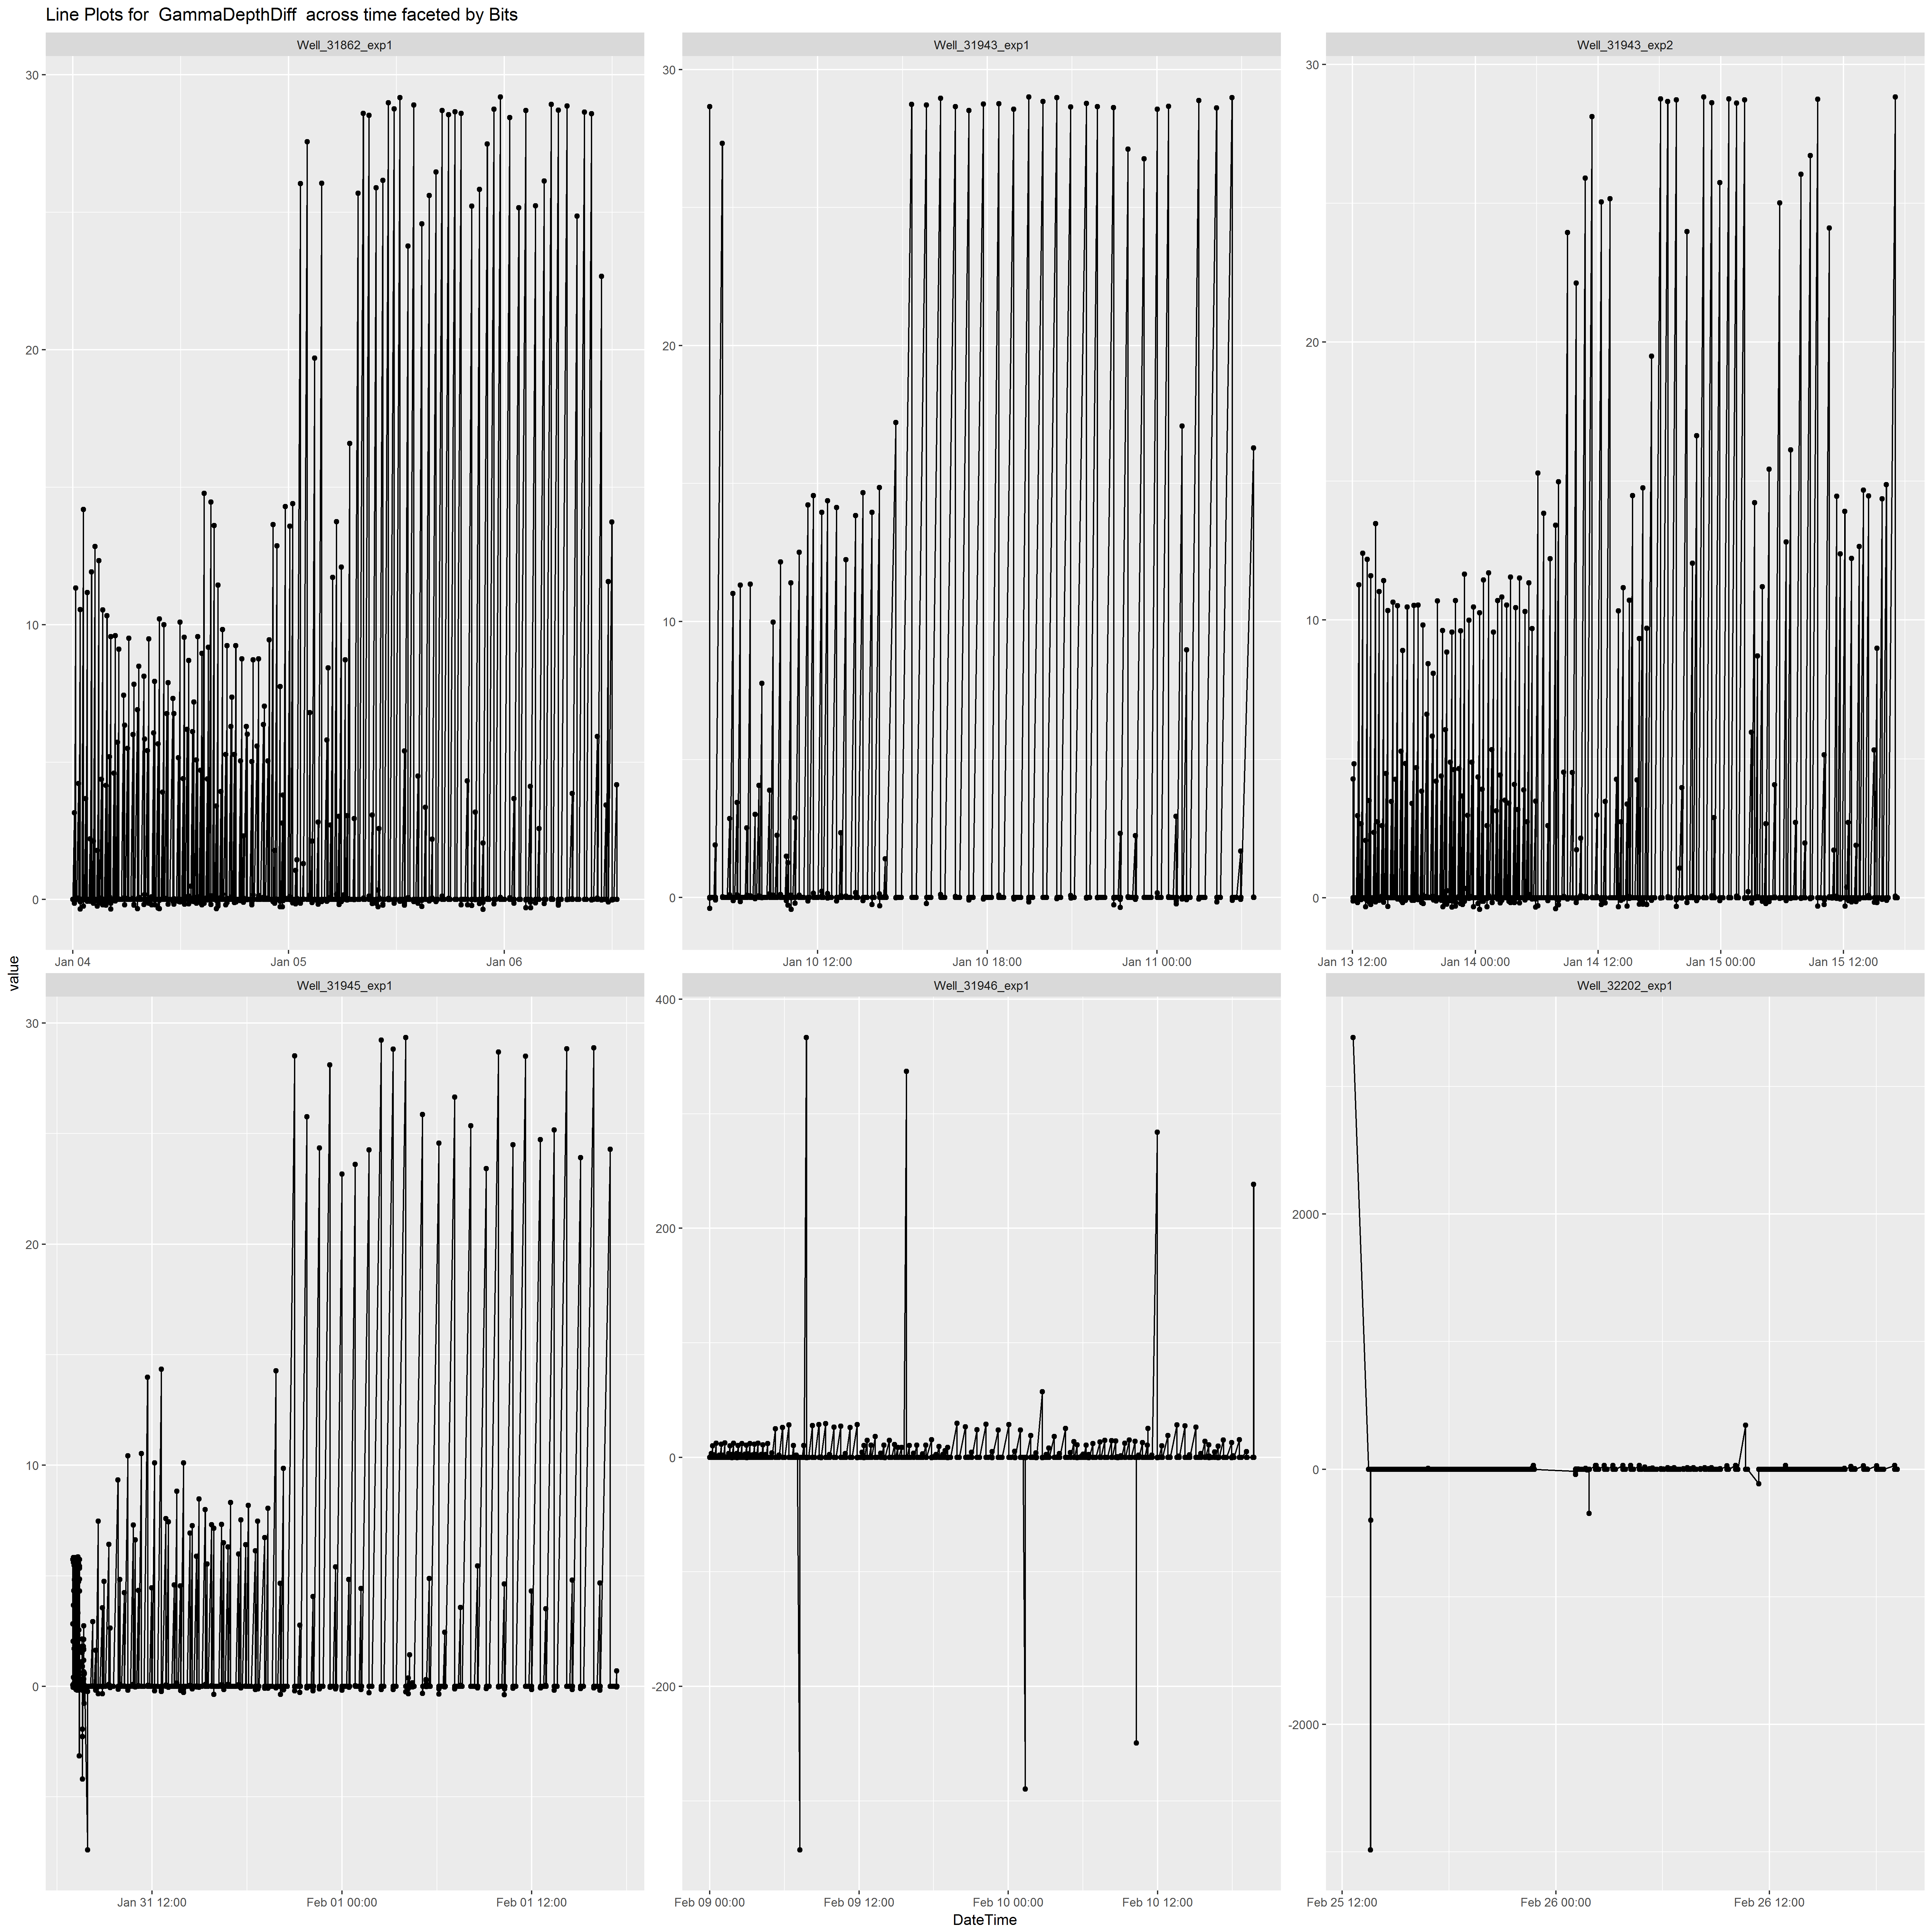 Line Plots for  GammaDepthDiff  across time faceted by Bits
Well_31862_exp1
Well_31943_exp1
Well_31943_exp2
30
20
10
0
Jan 04
Jan 05
Jan 06
30
20
10
0
Jan 10 12:00
Jan 10 18:00
Jan 11 00:00
30
20
10
0
Jan 13 12:00
Jan 14 00:00
Jan 14 12:00
Jan 15 00:00
Jan 15 12:00
value
Well_31945_exp1
Well_31946_exp1
Well_32202_exp1
30
20
10
0
Jan 31 12:00
Feb 01 00:00
Feb 01 12:00
400
200
0
-200
Feb 09 00:00
Feb 09 12:00
Feb 10 00:00
Feb 10 12:00
2000
0
-2000
Feb 25 12:00
Feb 26 00:00
Feb 26 12:00
DateTime